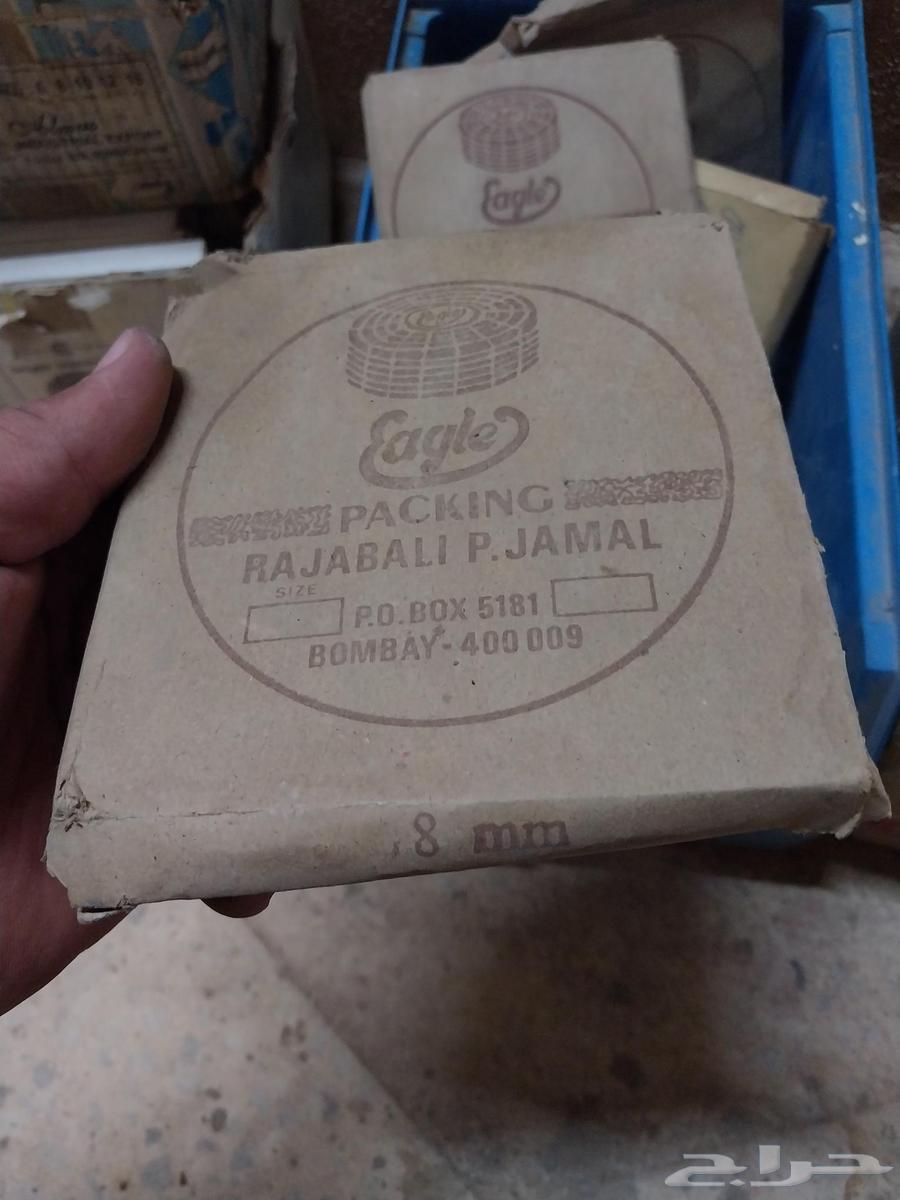 Eagle
Eagle
PACKING
RAJABALI P. JAMAL
SIZE
P.O. BOX 5181
BOMBAY - 400 009
8 mm
حراج